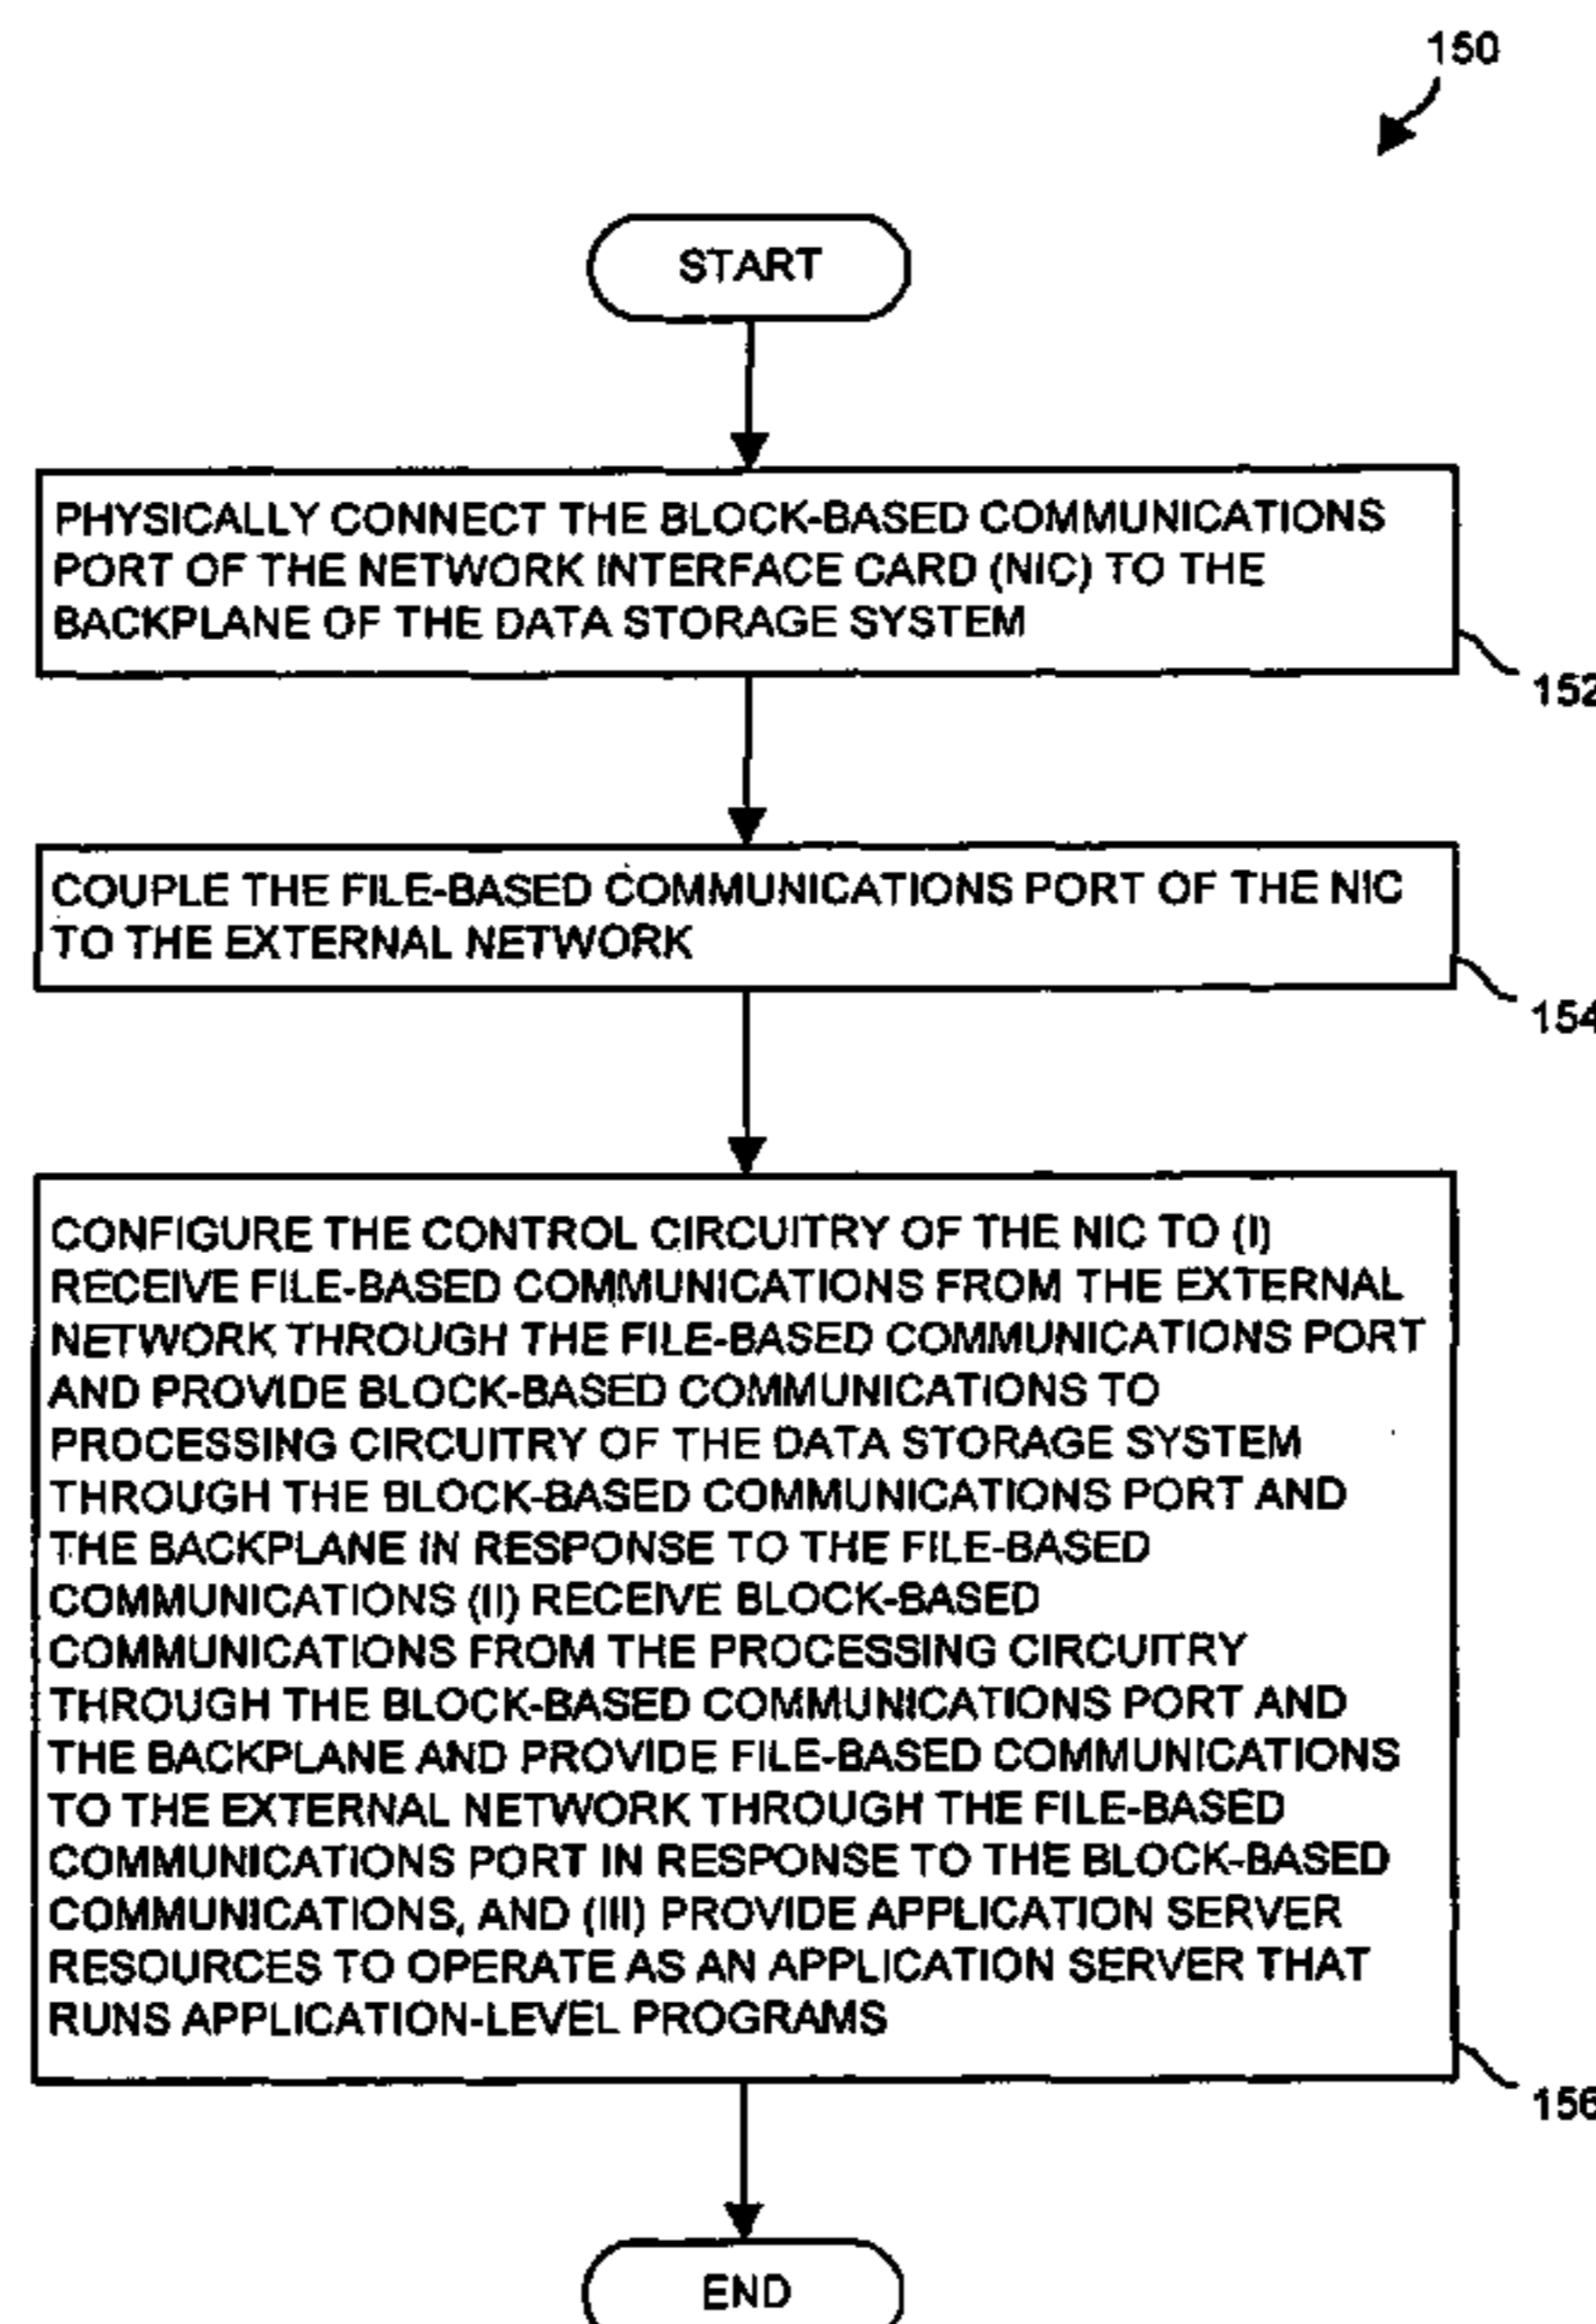 150
START
PHYSICALLY CONNECT THE BLOCK-BASED COMMUNICATIONS
PORT OF THE NETWORK INTERFACE CARD (NIC) TO THE
BACKPLANE OF THE DATA STORAGE SYSTEM
152
COUPLE THE FILE-BASED COMMUNICATIONS PORT OF THE NIC
TO THE EXTERNAL NETWORK
154
CONFIGURE THE CONTROL CIRCUITRY OF THE NIC TO (I)
RECEIVE FILE-BASED COMMUNICATIONS FROM THE EXTERNAL
NETWORK THROUGH THE FILE-BASED COMMUNICATIONS PORT
AND PROVIDE BLOCK-BASED COMMUNICATIONS TO
PROCESSING CIRCUITRY OF THE DATA STORAGE SYSTEM
THROUGH THE BLOCK-BASED COMMUNICATIONS PORT AND
THE BACKPLANE IN RESPONSE TO THE FILE-BASED
COMMUNICATIONS (II) RECEIVE BLOCK-BASED
COMMUNICATIONS FROM THE PROCESSING CIRCUITRY
THROUGH THE BLOCK-BASED COMMUNICATIONS PORT AND
THE BACKPLANE AND PROVIDE FILE-BASED COMMUNICATIONS
TO THE EXTERNAL NETWORK THROUGH THE FILE-BASED
COMMUNICATIONS PORT IN RESPONSE TO THE BLOCK-BASED
COMMUNICATIONS, AND (III) PROVIDE APPLICATION SERVER
RESOURCES TO OPERATE AS AN APPLICATION SERVER THAT
RUNS APPLICATION-LEVEL PROGRAMS
156
END